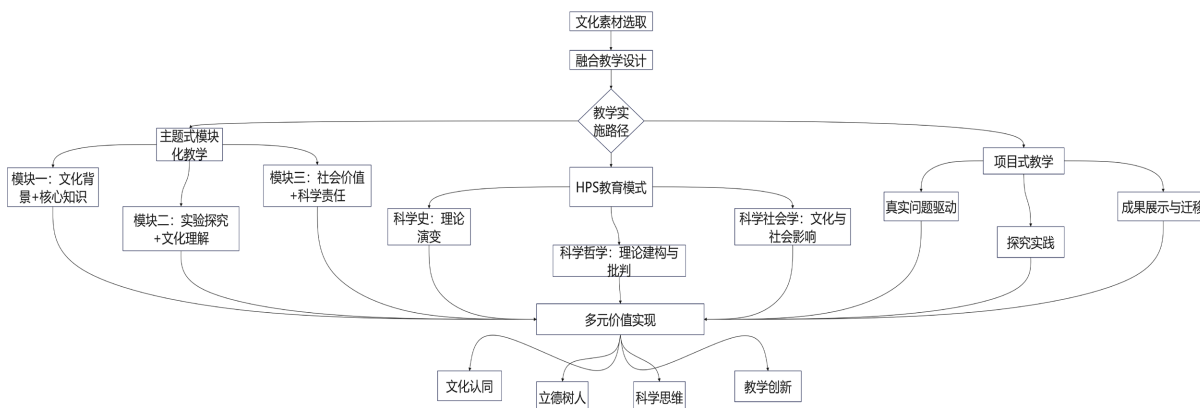 文化素材选取
融合教学设计
教学实
施路径
主题式模块
化教学
模块一：文化背
景+核心知识
模块二：实验探究
+文化理解
模块三：社会价值
+科学责任
HPS教育模式
科学史：理论
演变
科学哲学：理论建构与
批判
科学社会学：文化与
社会影响
项目式教学
真实问题驱动
探究实践
成果展示与迁移
多元价值实现
文化认同
立德树人
科学思维
教学创新